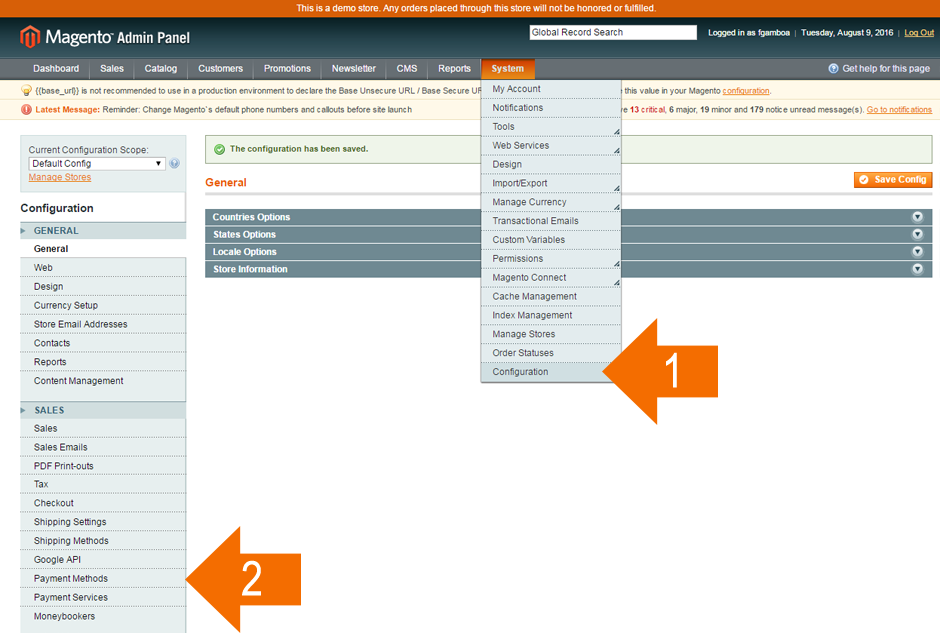 This is a demo store. Any orders placed through this store will not be honored or fulfilled.
Magento Admin Panel
Global Record Search
Logged in as fgamboa | Tuesday, August 9, 2016 | Log Out
Dashboard Sales Catalog Customers Promotions Newsletter CMS Reports System Get help for this page
{{base_url}} is not recommended to use in a production environment to declare the Base Unsecure URL / Base Secure this value in your Magento configuration.
Latest Message: Reminder: Change Magento`s default phone numbers and callouts before site launch
13 critical, 6 major, 19 minor and 179 notice unread message(s). Go to notifications
My Account
Notifications
Tools
Web Services
Design
Import/Export
Manage Currency
Transactional Emails
Custom Variables
Permissions
Magento Connect
Cache Management
Index Management
Manage Stores
Order Statuses
Configuration
1
Current Configuration Scope:
Default Config
Manage Stores
Configuration
GENERAL
General
Web
Design
Currency Setup
Store Email Addresses
Contacts
Reports
Content Management
SALES
Sales
Sales Emails
PDF Print-outs
Tax
Checkout
Shipping Settings
Shipping Methods
Google API
Payment Methods
Payment Services
Moneybookers
2
The configuration has been saved.
General
Save Config
Countries Options
States Options
Locale Options
Store Information